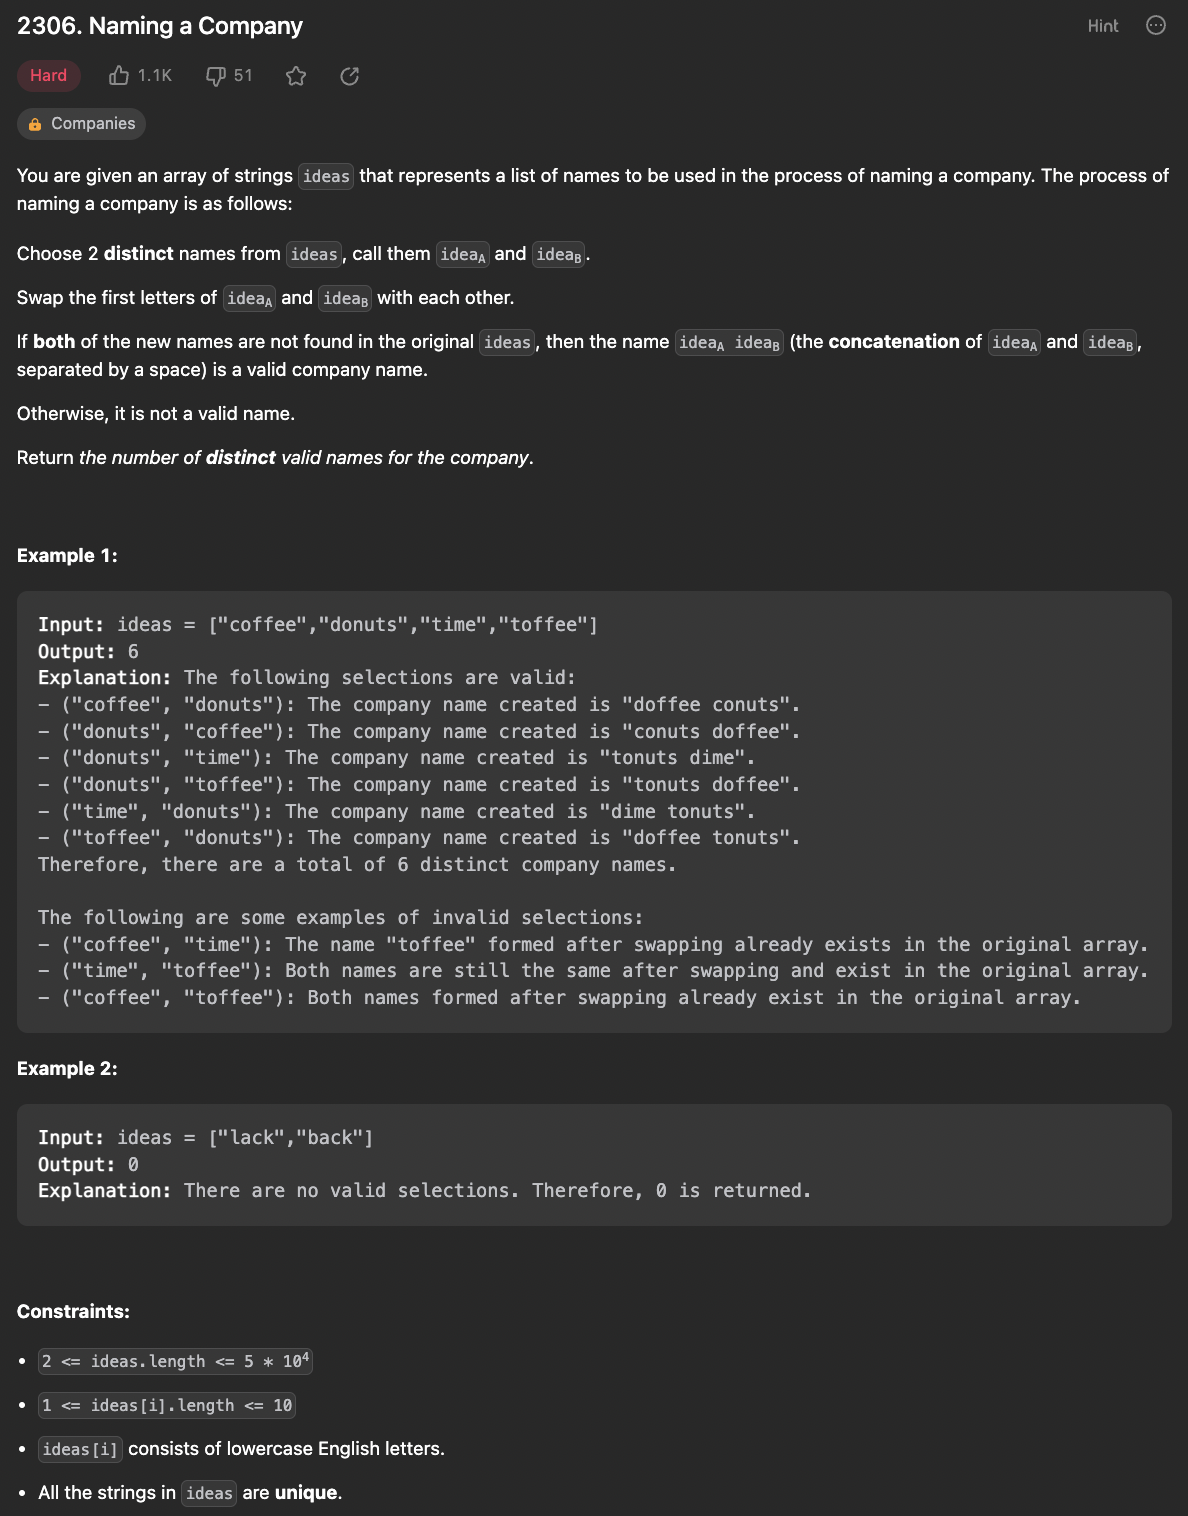 2306. Naming a Company
Hint
Hard 1.1K 51
Companies
You are given an array of strings ideas that represents a list of names to be used in the process of naming a company. The process of
naming a company is as follows:
Choose 2 distinct names from ideas, call them ideaA and ideaB.
Swap the first letters of ideaA and ideaB with each other.
If both of the new names are not found in the original ideas, then the name ideaA ideaB (the concatenation of ideaA and ideaB,
separated by a space) is a valid company name.
Otherwise, it is not a valid name.
Return the number of distinct valid names for the company.
Example 1:
Input: ideas = ["coffee","donuts","time","toffee"]
Output: 6
Explanation: The following selections are valid:
- ("coffee", "donuts"): The company name created is "doffee conuts".
- ("donuts", "coffee"): The company name created is "conuts doffee".
- ("donuts", "time"): The company name created is "tonuts dime".
- ("donuts", "toffee"): The company name created is "tonuts doffee".
- ("time", "donuts"): The company name created is "dime tonuts".
- ("toffee", "donuts"): The company name created is "doffee tonuts".
Therefore, there are a total of 6 distinct company names.
The following are some examples of invalid selections:
- ("coffee", "time"): The name "toffee" formed after swapping already exists in the original array.
- ("time", "toffee"): Both names are still the same after swapping and exist in the original array.
- ("coffee", "toffee"): Both names formed after swapping already exist in the original array.
Example 2:
Input: ideas = ["lack","back"]
Output: 0
Explanation: There are no valid selections. Therefore, 0 is returned.
Constraints:
• 2 <= ideas.length <= 5 * 10⁴
• 1 <= ideas[i].length <= 10
• ideas[i] consists of lowercase English letters.
• All the strings in ideas are unique.